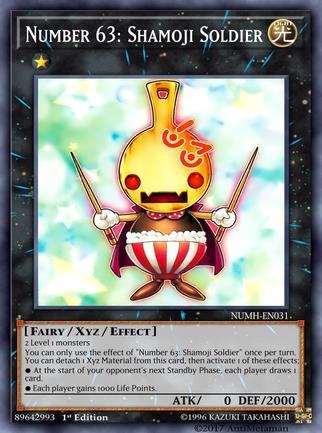 Number 63: Shamoji Soldier
LIGHT
光
63
NUMH-EN031
[Fairy / Xyz / Effect]
2 Level 1 monsters
You can only use the effect of "Number 63: Shamoji Soldier" once per turn.
You can detach 1 Xyz Material from this card, then activate 1 of these effects;
● At the start of your opponent's next Standby Phase, each player draws 1
card.
● Each player gains 1000 Life Points.
ATK/ 0 DEF/2000
89642993 1st Edition ©1996 KAZUKI TAKAHASHI
©2017 AntiMetaman